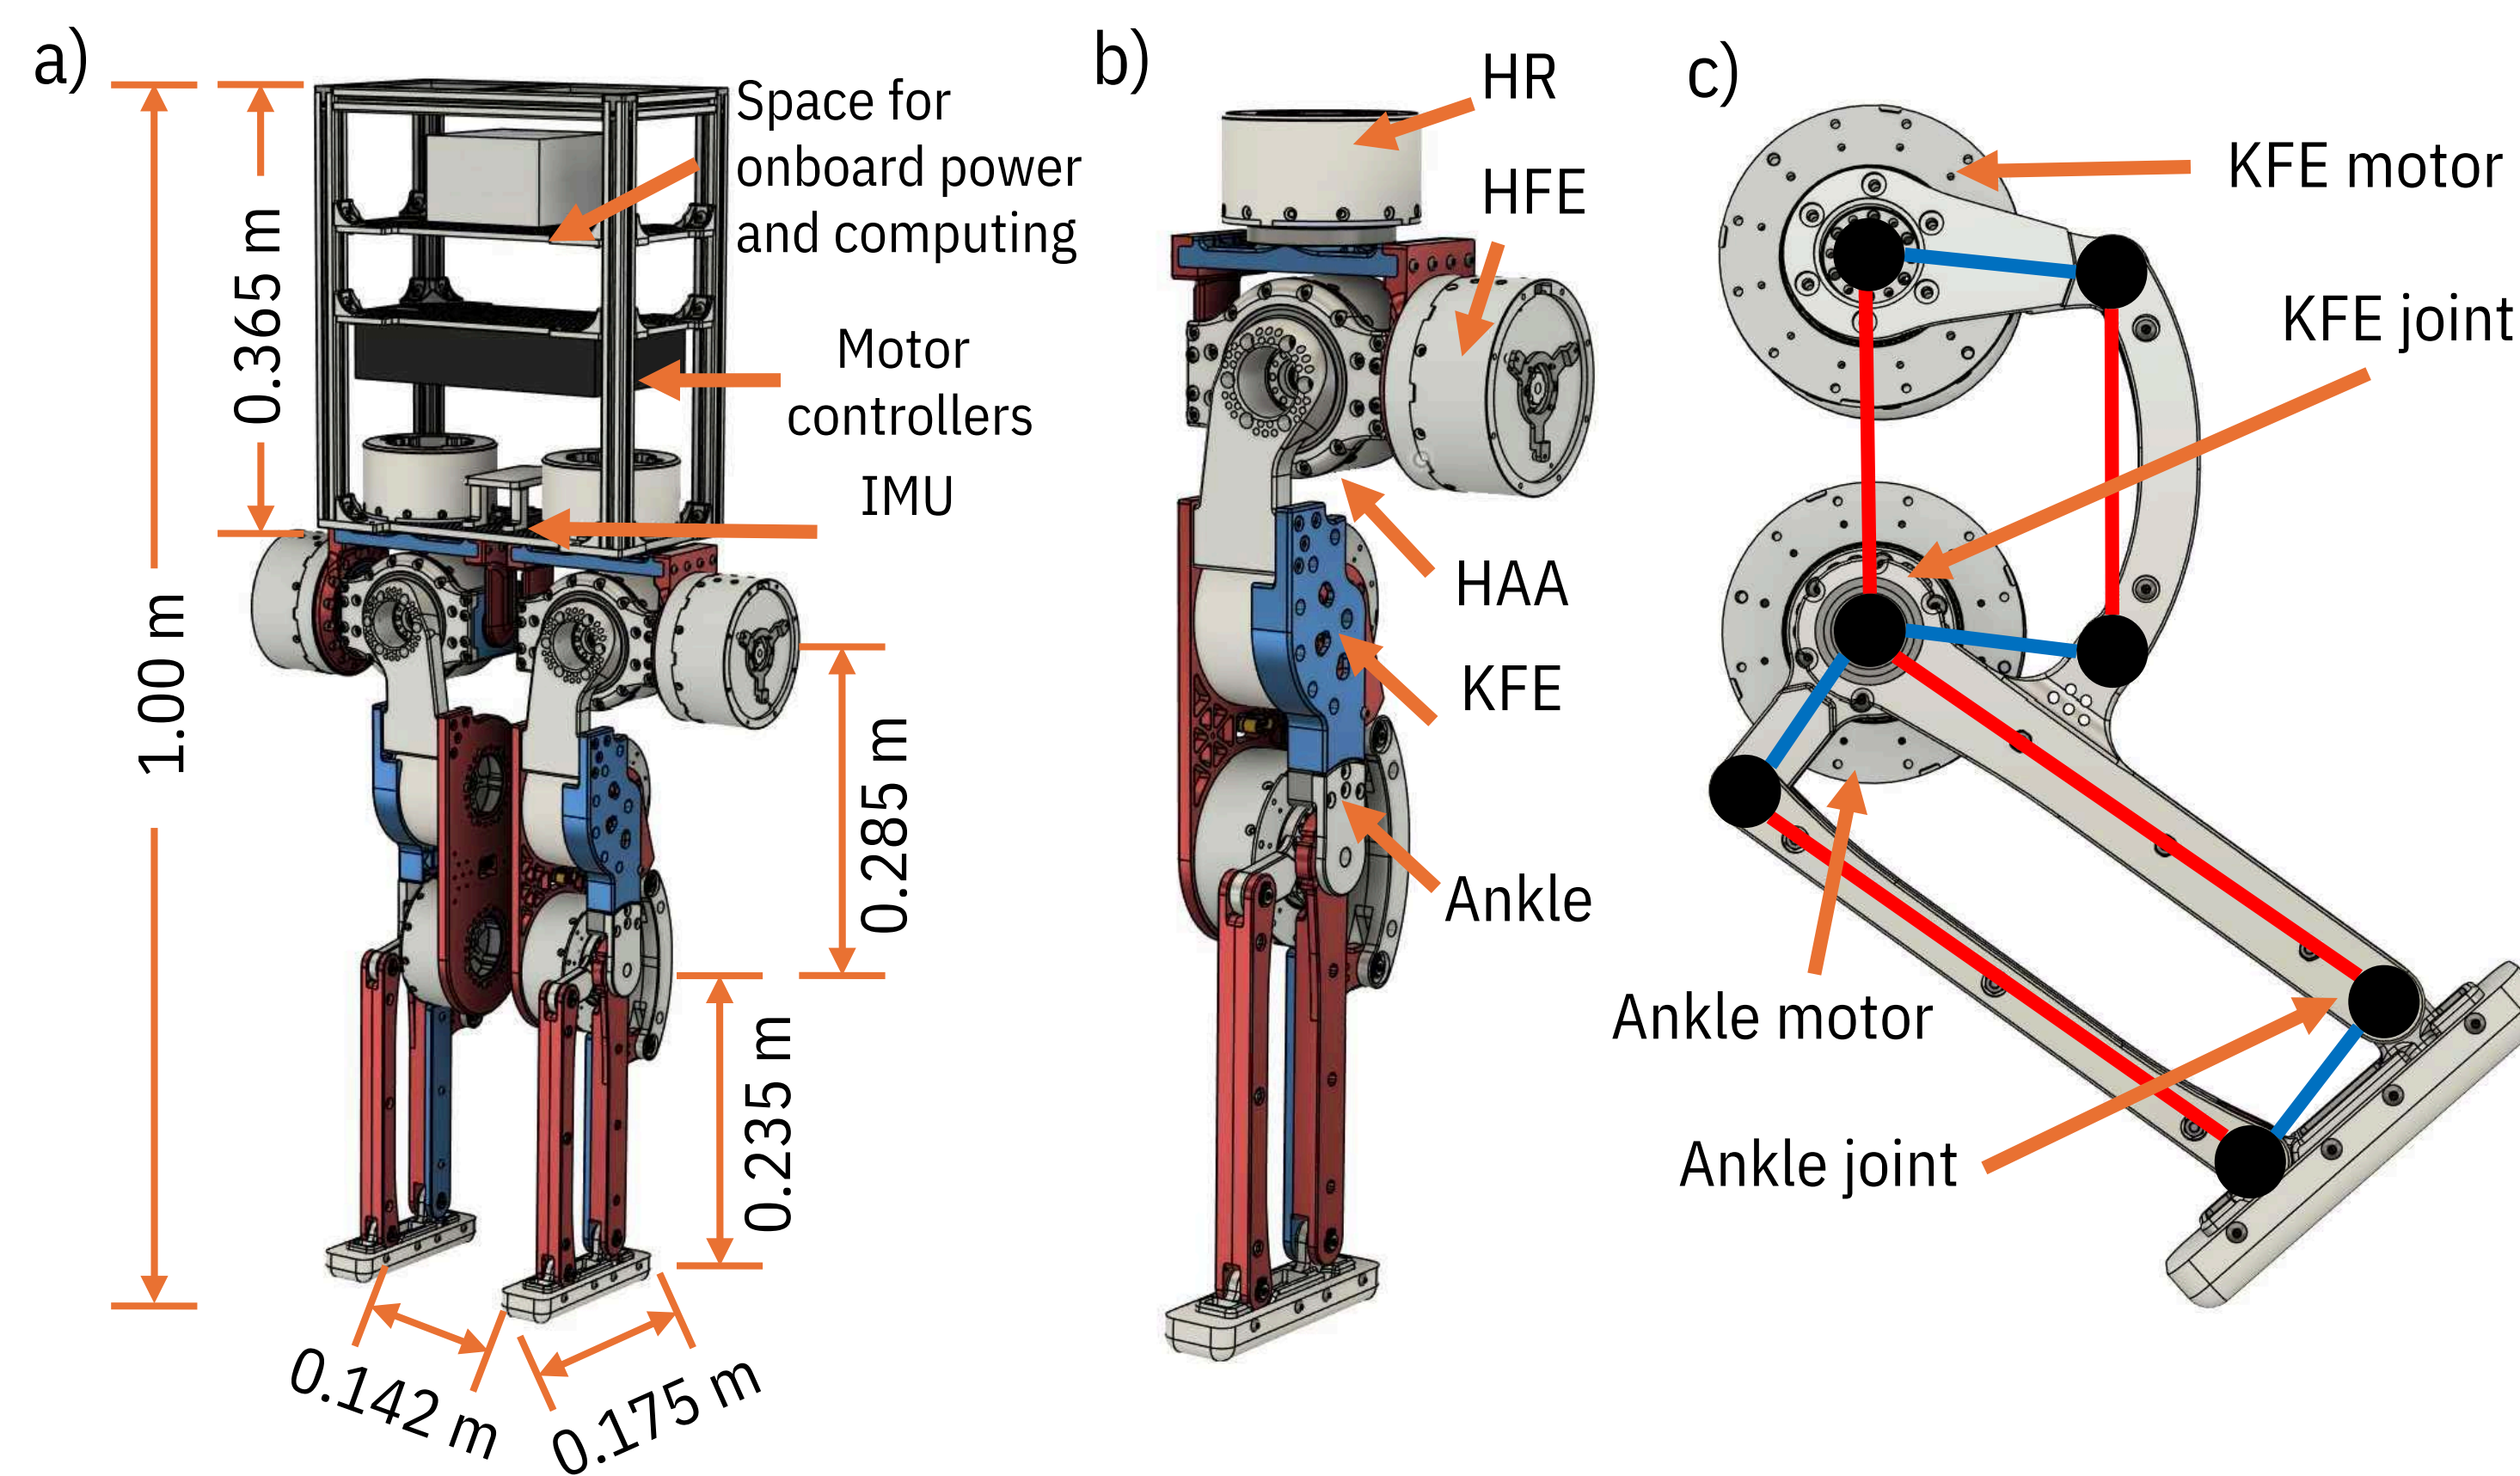 a)
Space for
onboard power
and computing
0.365 m
Motor
controllers
IMU
1.00 m
0.285 m
0.235 m
0.142 m
0.175 m
b)
HR
HFE
HAA
KFE
Ankle
c)
KFE motor
KFE joint
Ankle motor
Ankle joint